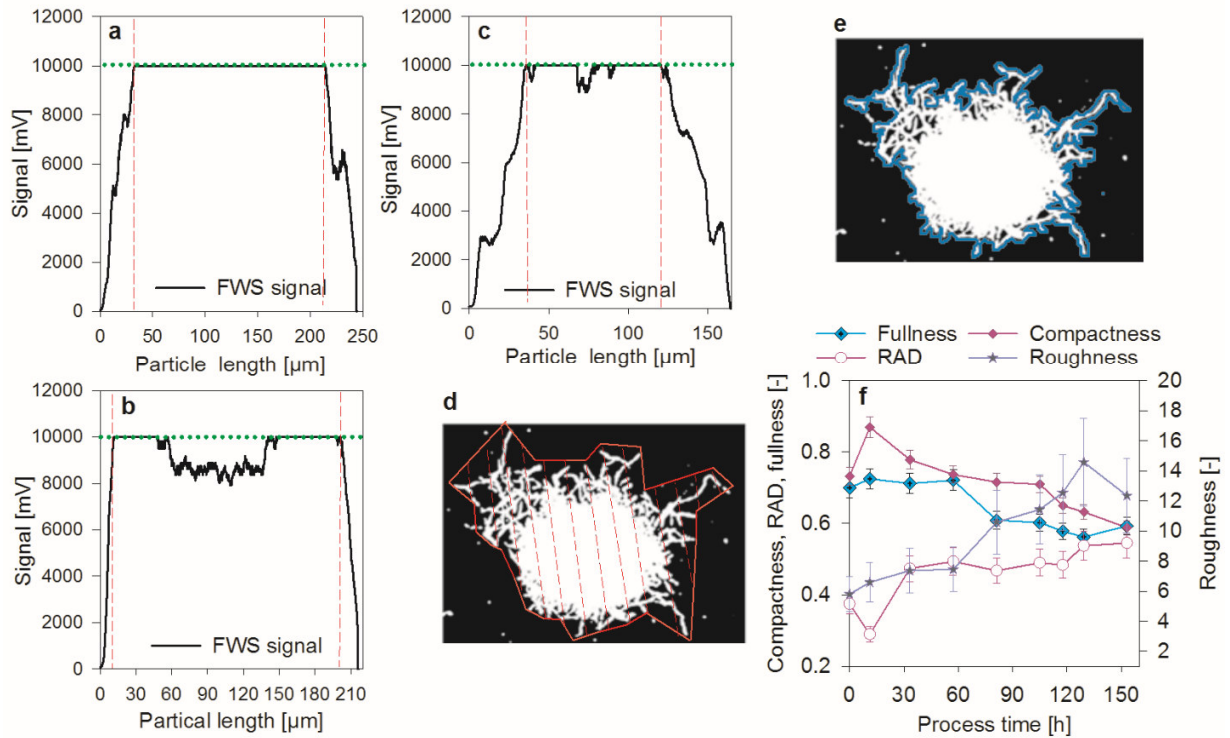 a
12000
10000
8000
6000
4000
2000
0
Signal [mV]
FWS signal
0 50 100 150 200 250
Particle length [µm]
c
12000
10000
8000
6000
4000
2000
0
Signal [mV]
FWS signal
0 50 100 150
Particle length [µm]
e
b
12000
10000
8000
6000
4000
2000
0
Signal [mV]
FWS signal
0 30 60 90 120 150 180 210
Partical length [µm]
d
Fullness Compactness
RAD Roughness
f
1.0
0.8
0.6
0.4
0.2
Compactness, RAD, fullness [-]
20
18
16
14
12
10
8
6
4
2
Roughness [-]
0 30 60 90 120 150
Process time [h]